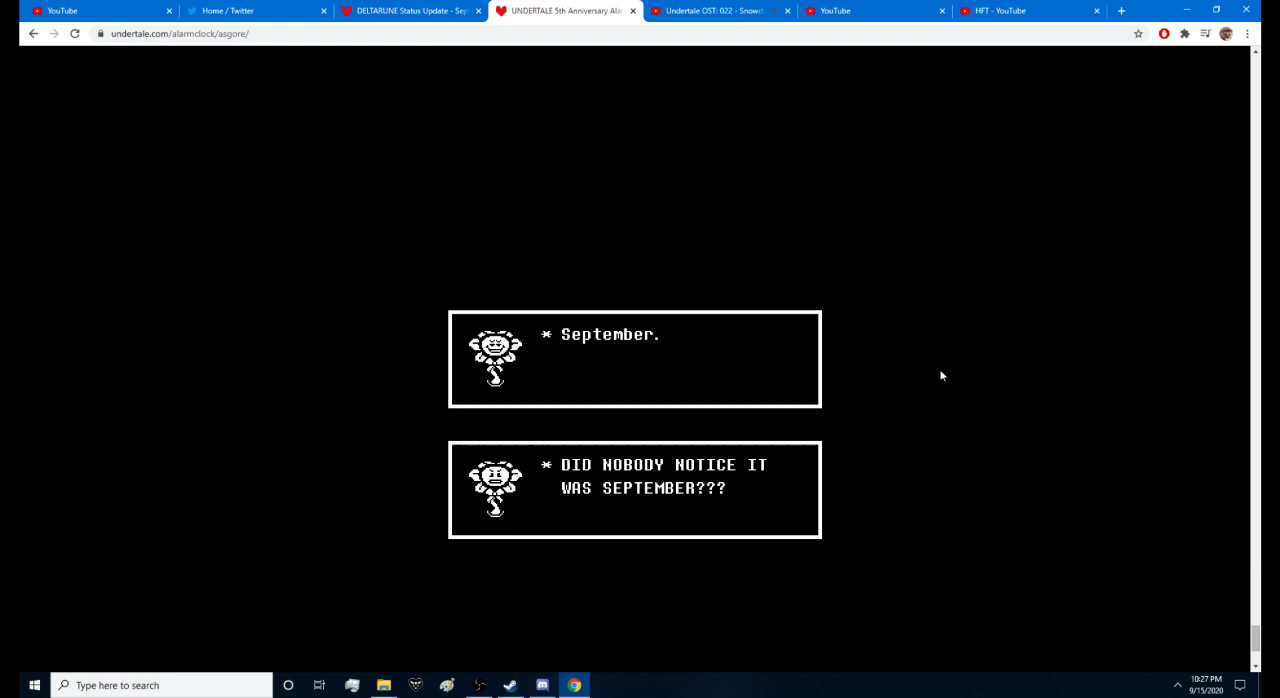 YouTube
Home / Twitter
DELTARUNE Status Update - Sep
UNDERTALE 5th Anniversary Ala
Undertale OST: 022 - Snowd
YouTube
HFT - YouTube
undertale.com/alarmclock/asgore/
* September.
* DID NOBODY NOTICE IT
WAS SEPTEMBER???
Type here to search
10:27 PM
9/15/2020